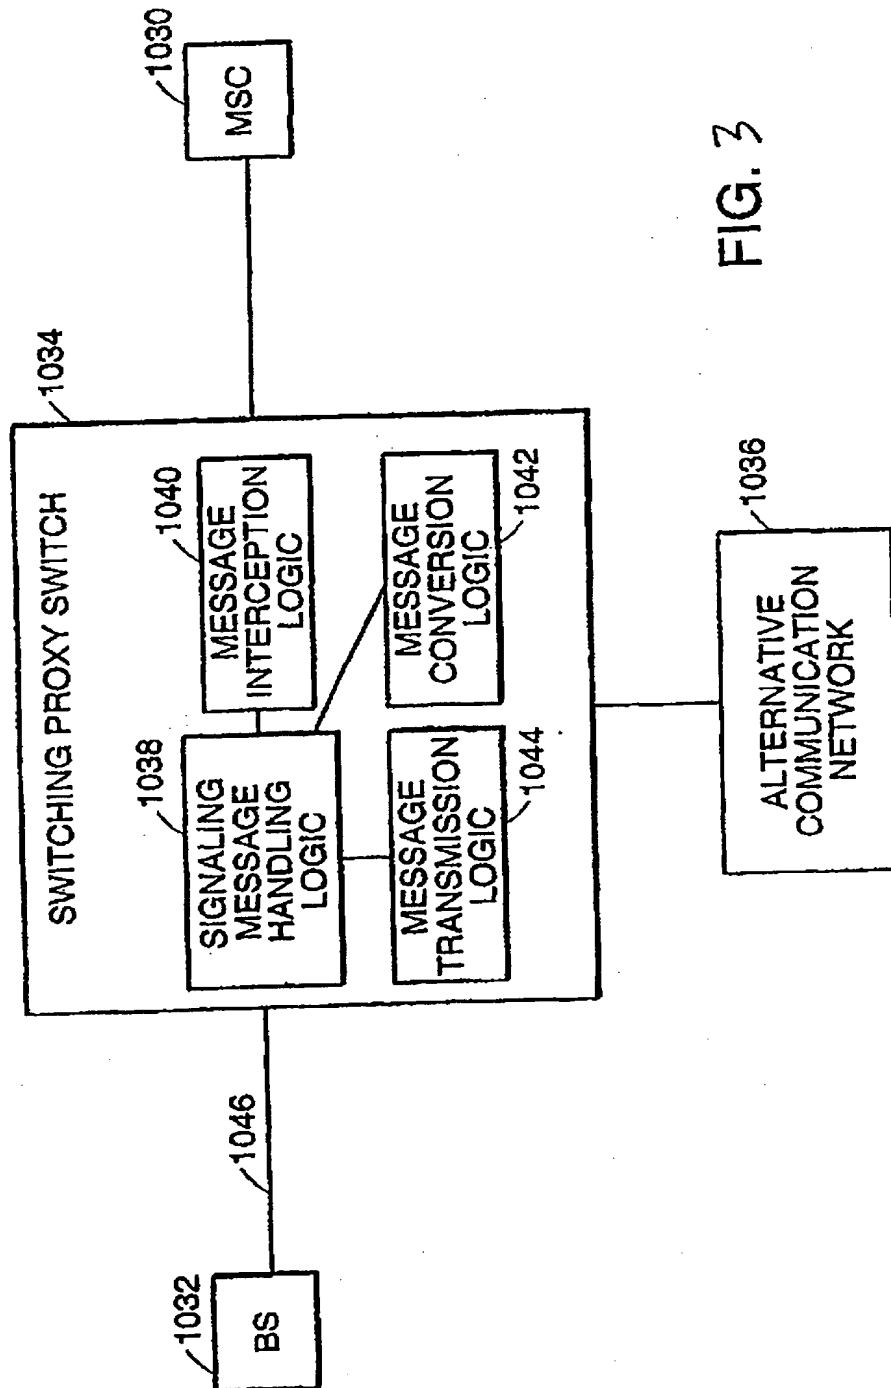 SWITCHING PROXY SWITCH
1034
1038
SIGNALING
MESSAGE
HANDLING
LOGIC
1040
MESSAGE
INTERCEPTION
LOGIC
MESSAGE
TRANSMISSION
LOGIC
1044
MESSAGE
CONVERSION
LOGIC
1042
1032
BS
1046
1030
MSC
1036
ALTERNATIVE
COMMUNICATION
NETWORK
FIG. 3